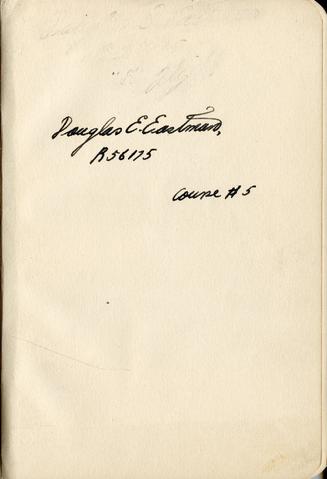 Douglas E. Eastman,
R56175
Course # 5